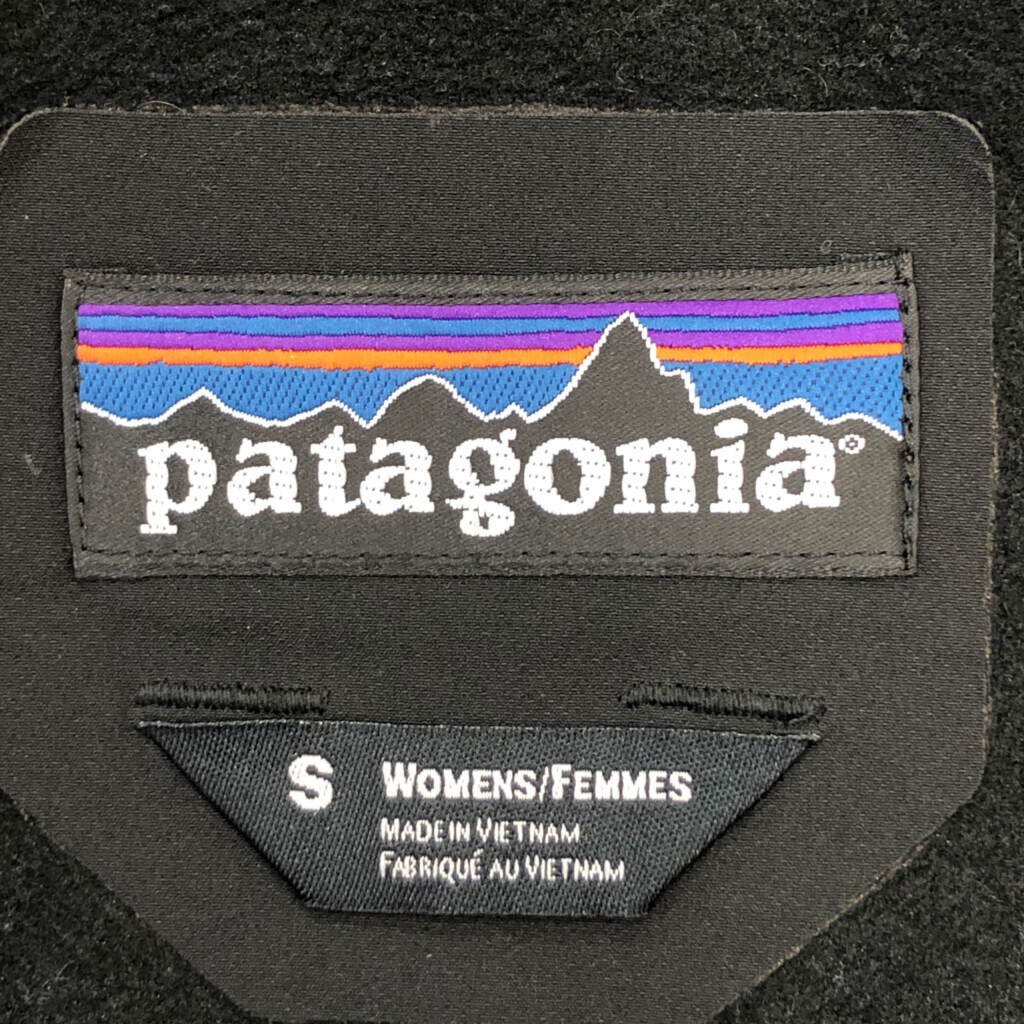 patagonia®
S WOMENS/FEMMES
MADE IN VIETNAM
FABRIQUÉ AU VIETNAM